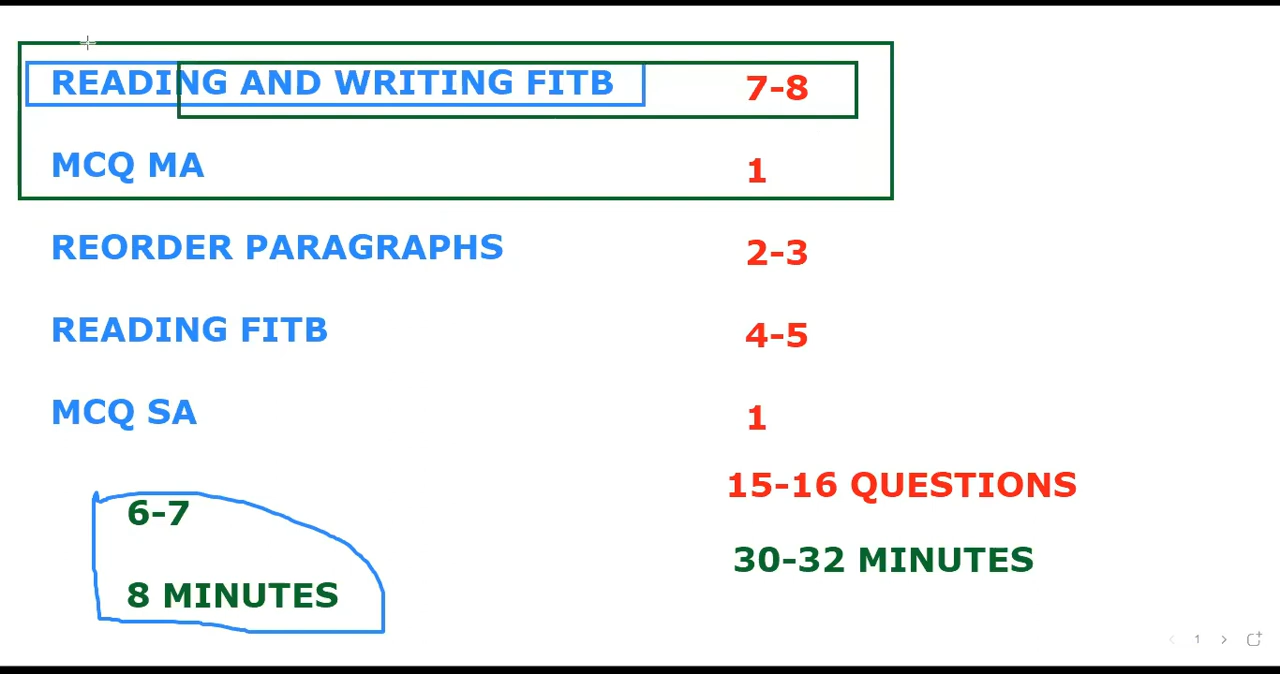 READING AND WRITING FITB 7-8
MCQ MA 1
REORDER PARAGRAPHS 2-3
READING FITB 4-5
MCQ SA 1
15-16 QUESTIONS
6-7
30-32 MINUTES
8 MINUTES
1